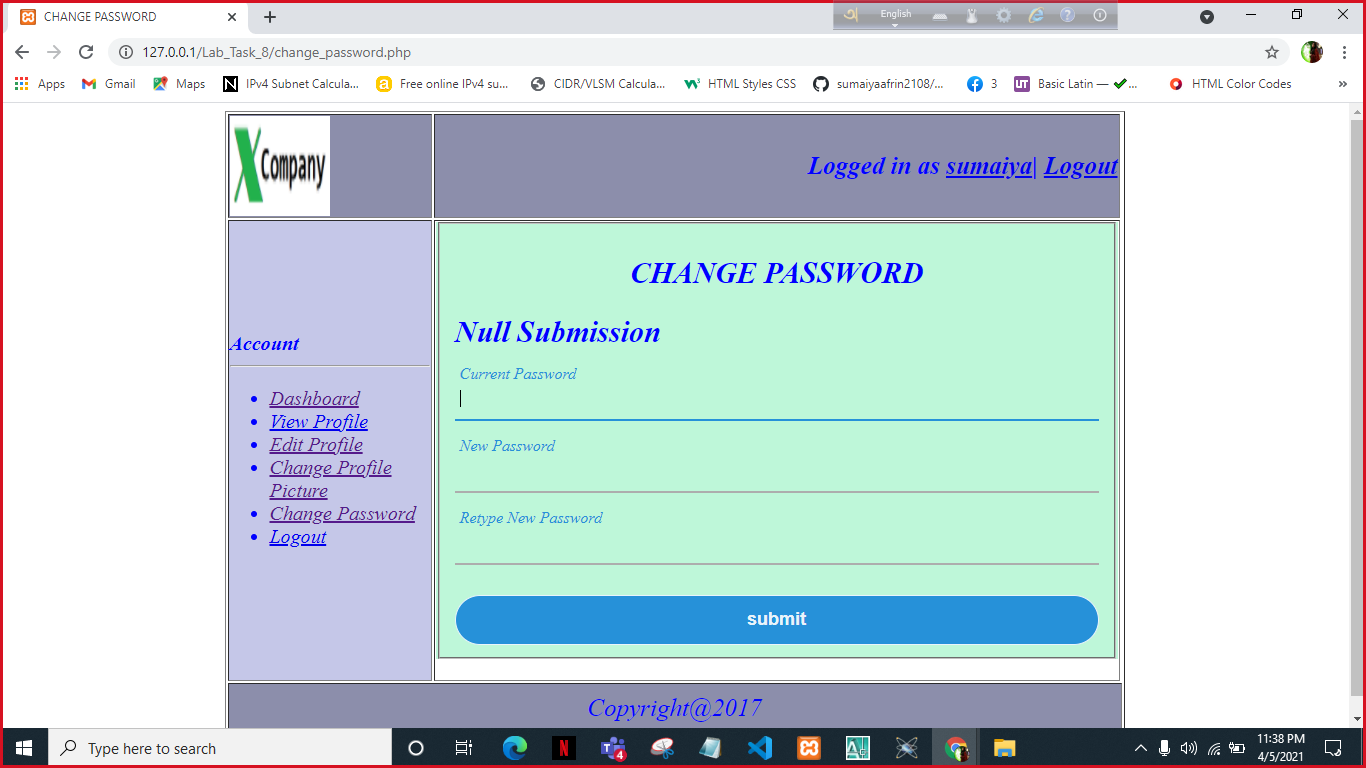 CHANGE PASSWORD
English
127.0.0.1/Lab_Task_8/change_password.php
Apps
Gmail
Maps
IPv4 Subnet Calcula...
Free online IPv4 su...
CIDR/VLSM Calcula...
HTML Styles CSS
sumaiyaafrin2108/...
3
Basic Latin — ✔...
HTML Color Codes
»
X Company
Logged in as sumaiya| Logout
Account
Dashboard
View Profile
Edit Profile
Change Profile
Picture
Change Password
Logout
CHANGE PASSWORD
Null Submission
Current Password
New Password
Retype New Password
submit
Copyright@2017
Type here to search
4
11:38 PM
4/5/2021